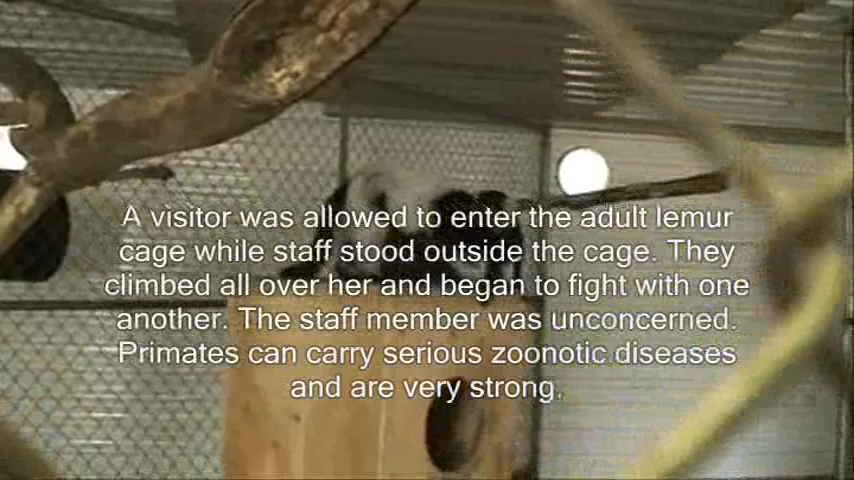 A visitor was allowed to enter the adult lemur
cage while staff stood outside the cage. They
climbed all over her and began to fight with one
another. The staff member was unconcerned.
Primates can carry serious zoonotic diseases
and are very strong.